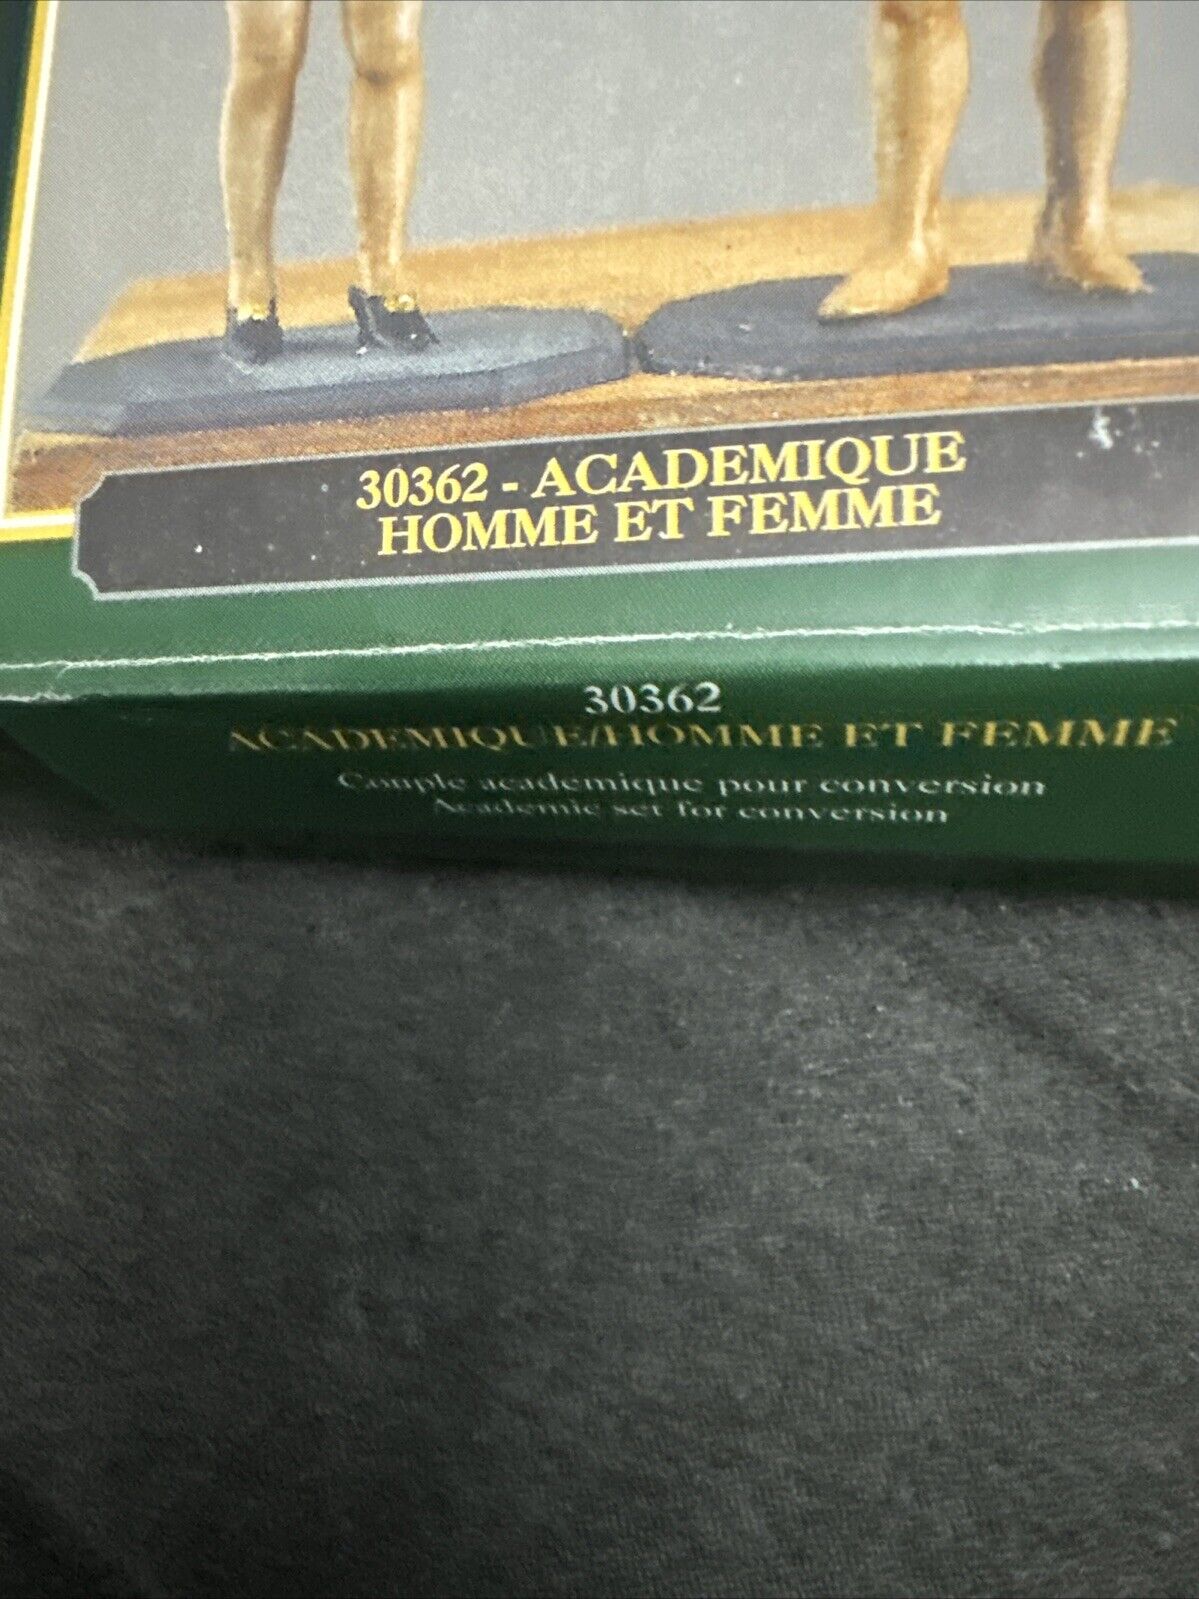 30362 - ACADEMIQUE
HOMME ET FEMME
30362
ACADEMIQUE/HOMME ET FEMME
Couple academique pour conversion
Academic set for conversion